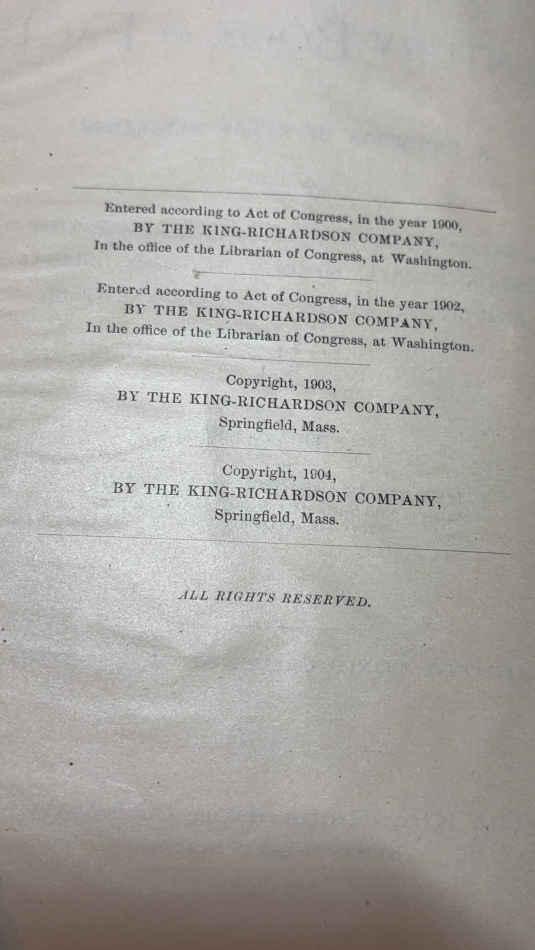 Entered according to Act of Congress, in the year 1900,
BY THE KING-RICHARDSON COMPANY,
In the office of the Librarian of Congress, at Washington.
Entered according to Act of Congress, in the year 1902,
BY THE KING-RICHARDSON COMPANY,
In the office of the Librarian of Congress, at Washington.
Copyright, 1903,
BY THE KING-RICHARDSON COMPANY,
Springfield, Mass.
Copyright, 1904,
BY THE KING-RICHARDSON COMPANY,
Springfield, Mass.
ALL RIGHTS RESERVED.